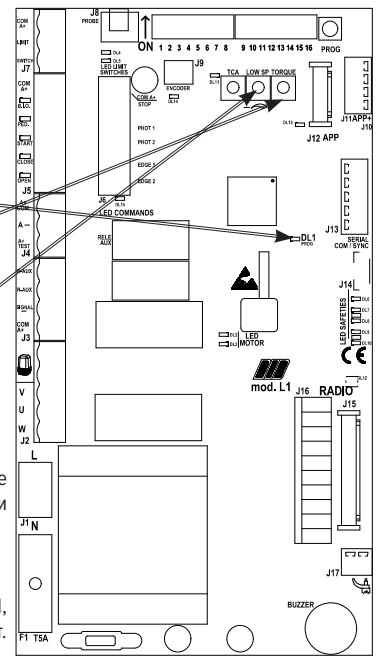 J8
PROBE
COM
A+
LIMIT
SWITCH
J7
ON
1 2 3 4 5 6 7 8 9 10 11 12 13 14 15 16
PROG
DL4
DL5
LED LIMIT
SWITCHES
J9
ENCODER
DL14
COM A+
STOP
DL11
TCA
LOW SP
TORQUE
DL13
J12 APP
J11APP+
J10
COM
A+
PED.
START
CLOSE
OPEN
J5
PHOT 1
PHOT 2
EDGE 1
EDGE 2
J6
DL15
LED COMMANDS
A+
COM
A –
A+
TEST
J4
RELE
AUX
DL1
PROG
J13
SERIAL
COM / SYNC
J14
LED SAFETIES
DL6
DL7
DL8
DL9
DL10
CE
DL12
SIGNAL
COM
A+
J3
DL2
DL3
LED
MOTOR
mod. L1
J16
RADIO
J15
V
U
W
J2
L
J1
N
F1 T5A
J17
BUZZER
е
и
,
т.